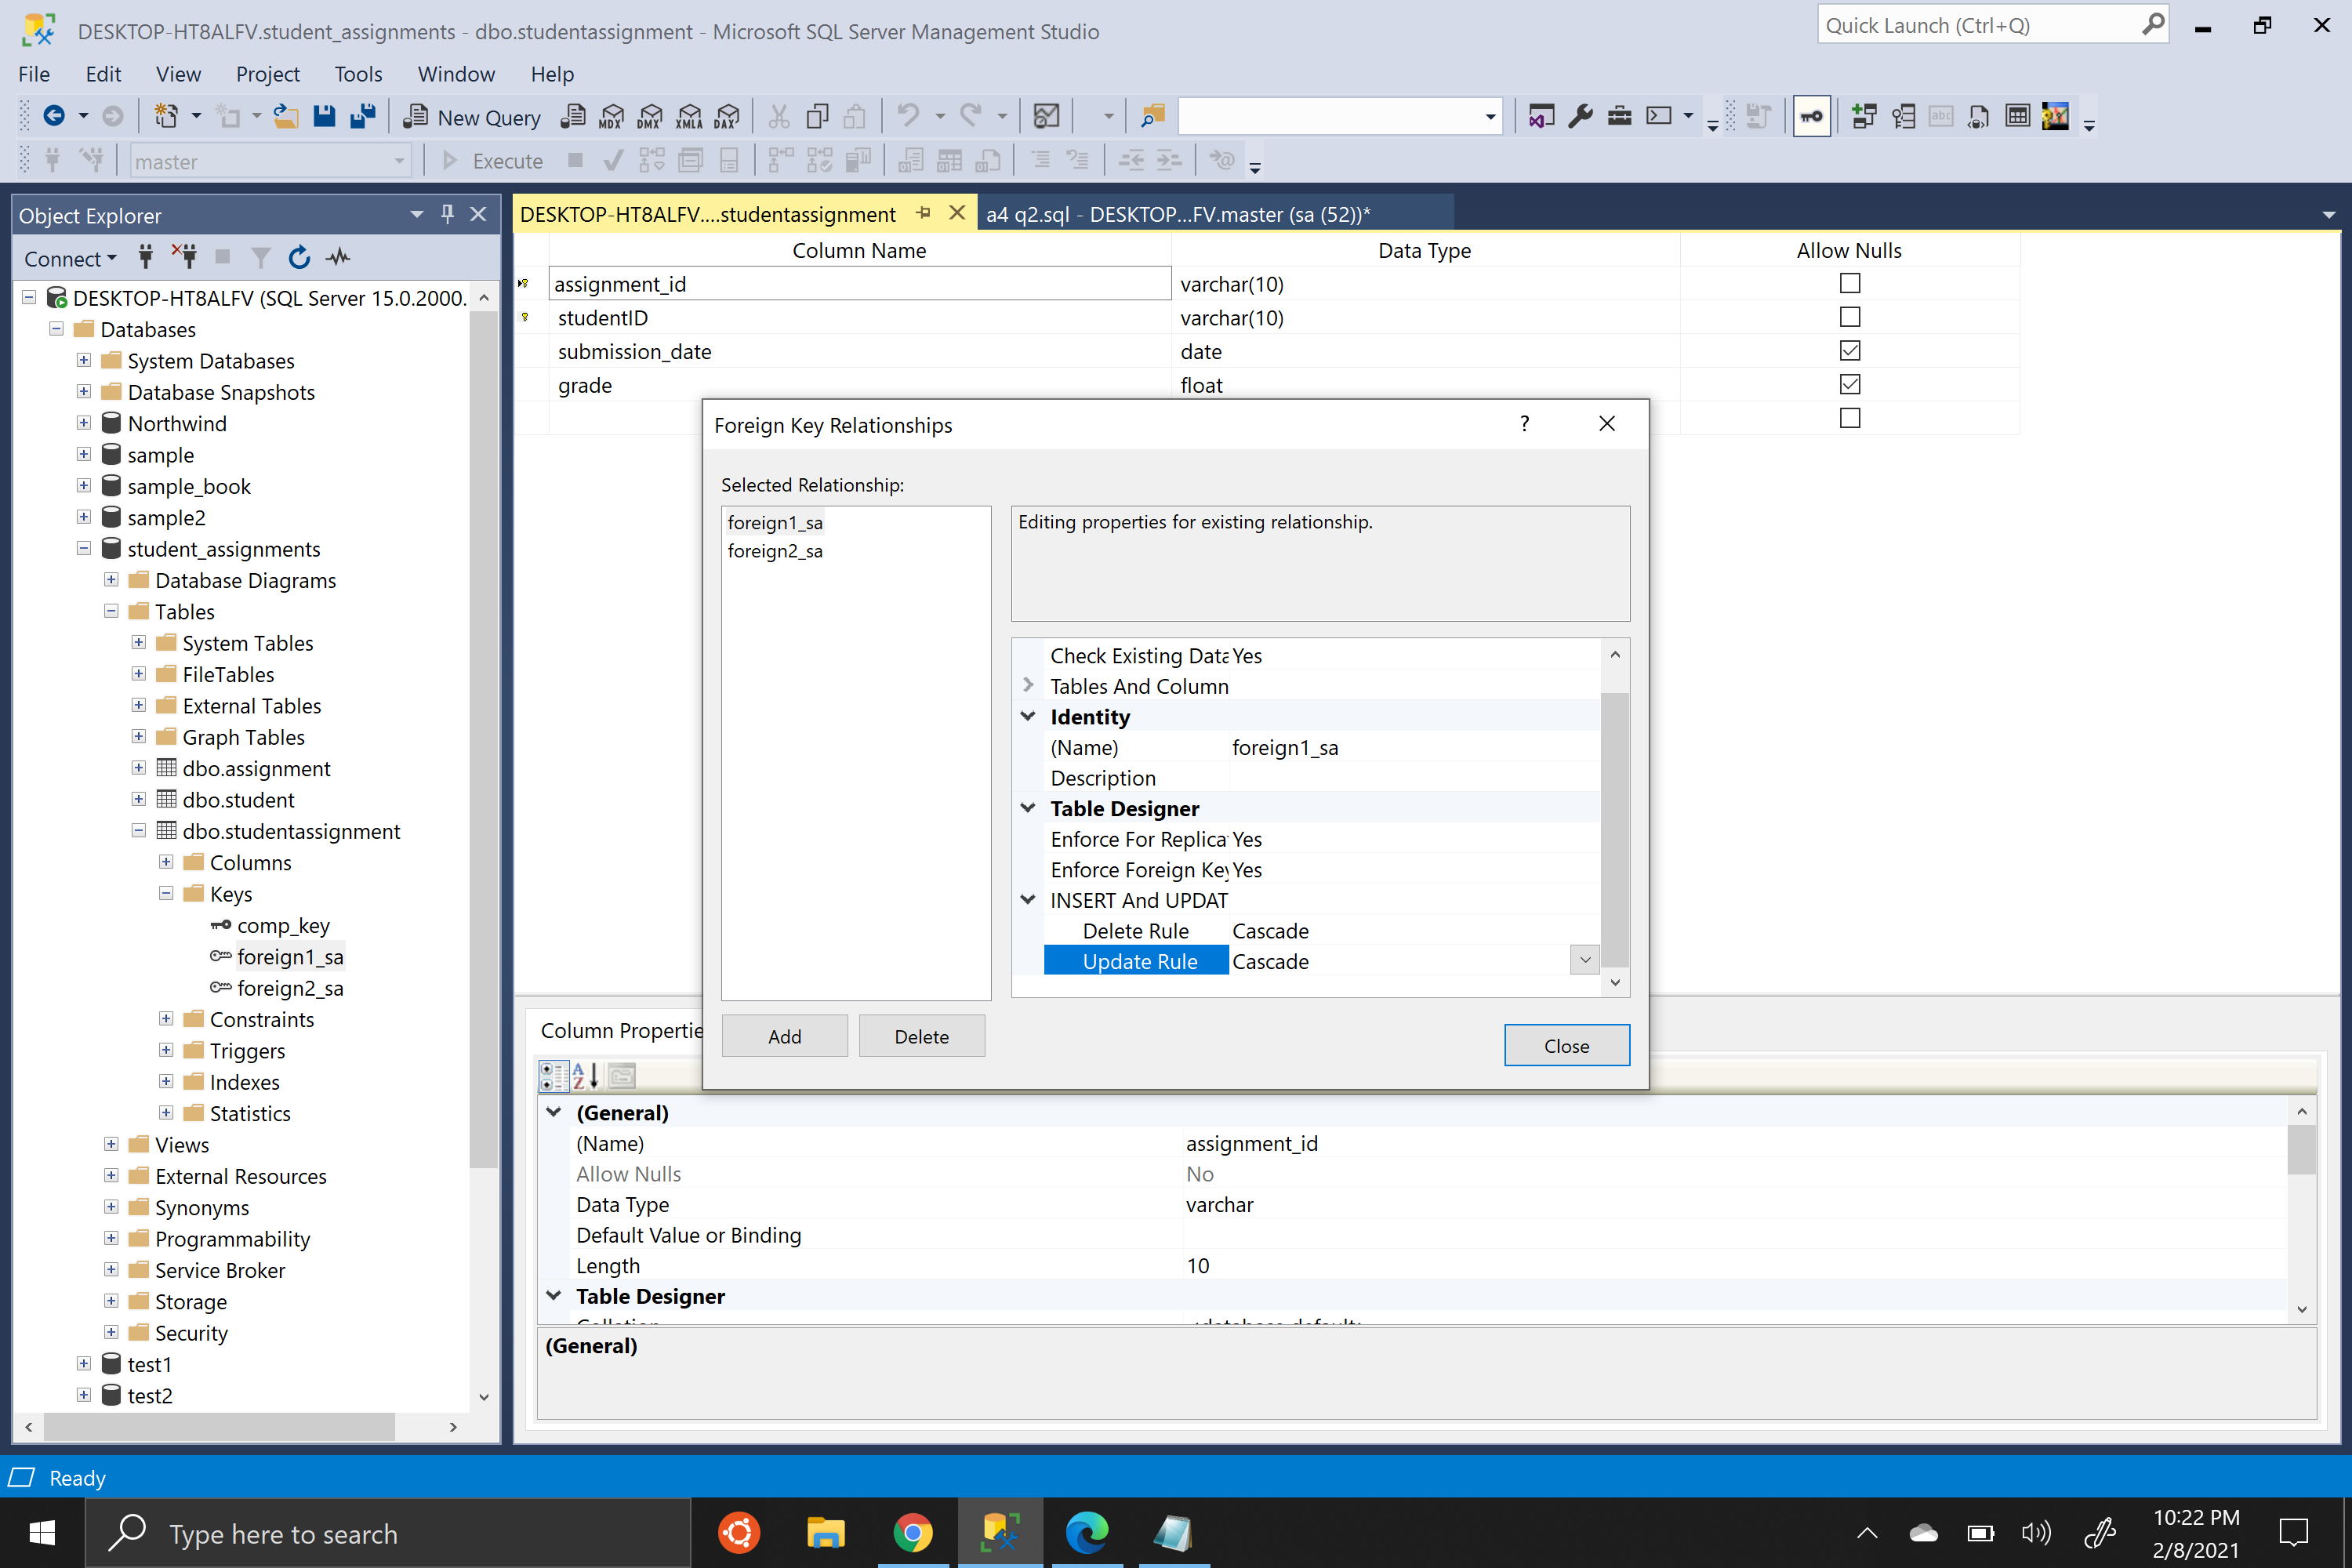 DESKTOP-HT8ALFV.student_assignments - dbo.studentassignment - Microsoft SQL Server Management Studio
Quick Launch (Ctrl+Q)
File Edit View Project Tools Window Help
New Query MDX DMX XMLA DAX
master Execute
Object Explorer
Connect
DESKTOP-HT8ALFV (SQL Server 15.0.2000.
Databases
System Databases
Database Snapshots
Northwind
sample
sample_book
sample2
student_assignments
Database Diagrams
Tables
System Tables
FileTables
External Tables
Graph Tables
dbo.assignment
dbo.student
dbo.studentassignment
Columns
Keys
comp_key
foreign1_sa
foreign2_sa
Constraints
Triggers
Indexes
Statistics
Views
External Resources
Synonyms
Programmability
Service Broker
Storage
Security
test1
test2
DESKTOP-HT8ALFV....studentassignment
a4 q2.sql - DESKTOP...FV.master (sa (52))*
Column Name Data Type Allow Nulls
assignment_id varchar(10)
studentID varchar(10)
submission_date date
grade float
Foreign Key Relationships ?
Selected Relationship:
foreign1_sa
foreign2_sa
Editing properties for existing relationship.
Check Existing Data Yes
Tables And Column
Identity
(Name) foreign1_sa
Description
Table Designer
Enforce For Replica Yes
Enforce Foreign Key Yes
INSERT And UPDAT
Delete Rule Cascade
Update Rule Cascade
Add Delete
Close
Column Propertie
(General)
(Name) assignment_id
Allow Nulls No
Data Type varchar
Default Value or Binding
Length 10
Table Designer
Collation <database default>
(General)
Ready
Type here to search
10:22 PM
2/8/2021